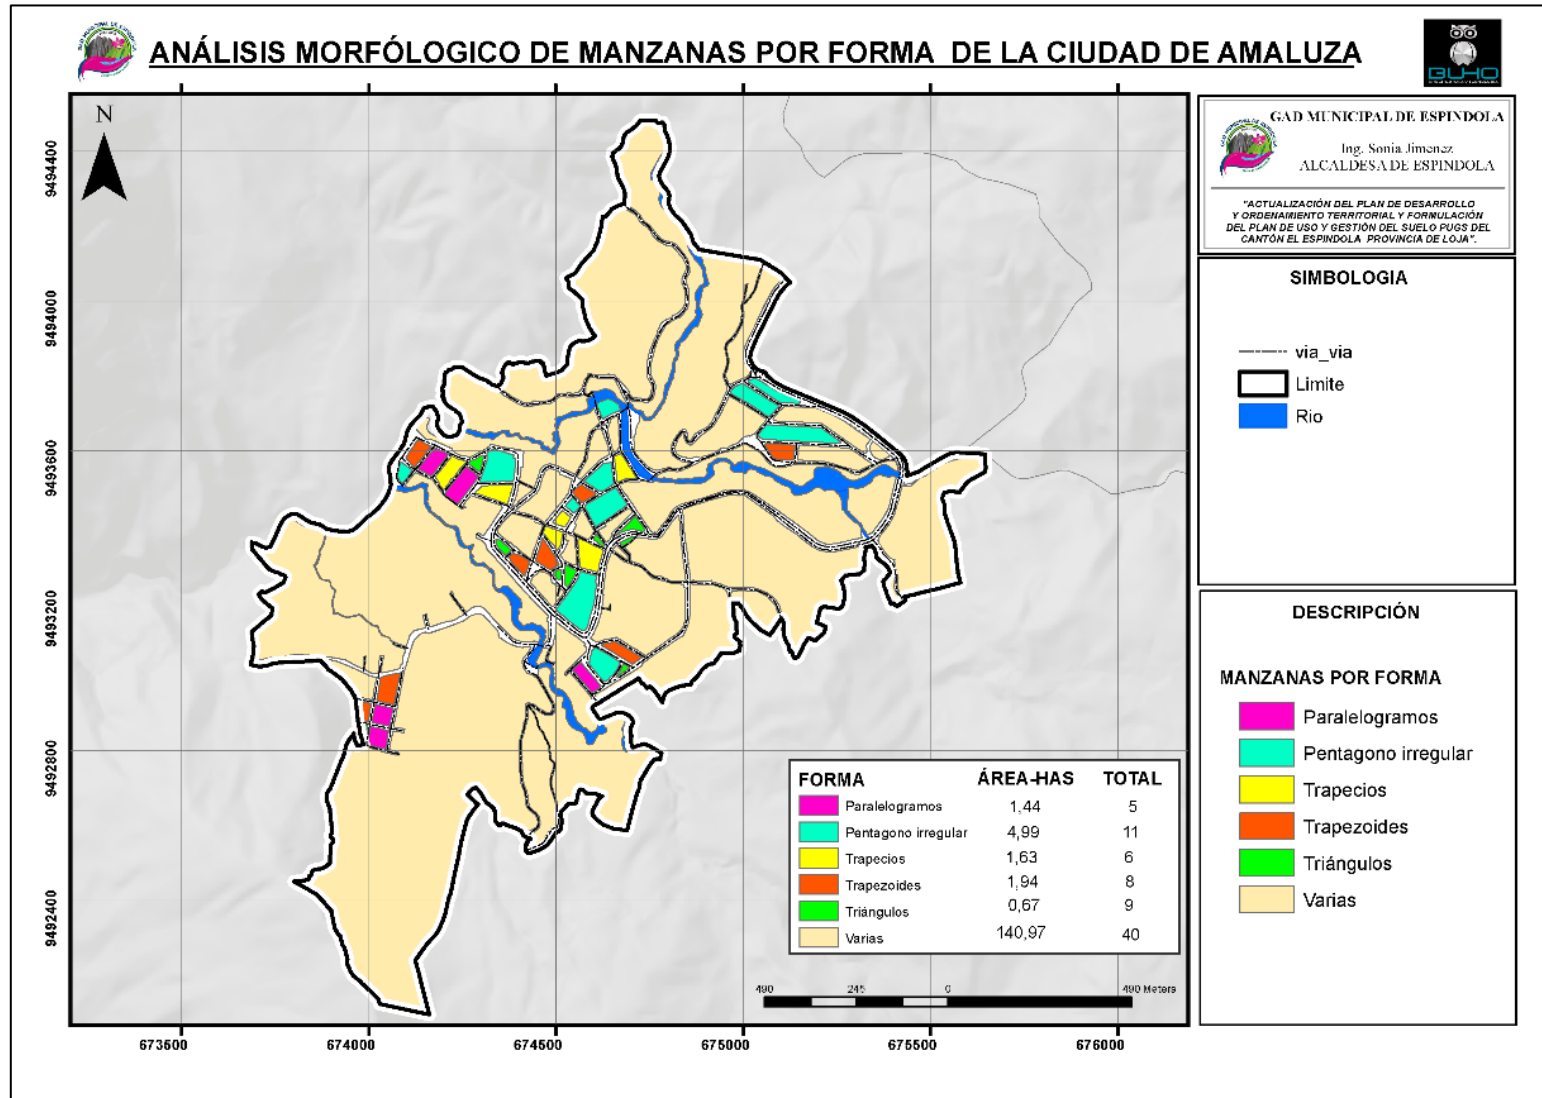 ANÁLISIS MORFÓLOGICO DE MANZANAS POR FORMA DE LA CIUDAD DE AMALUZA
BUHO
N
GAD MUNICIPAL DE ESPINDOLA
Ing. Sonia Jimenez
ALCALDESA DE ESPINDOLA
"ACTUALIZACIÓN DEL PLAN DE DESARROLLO
Y ORDENAMIENTO TERRITORIAL Y FORMULACIÓN
DEL PLAN DE USO Y GESTIÓN DEL SUELO PUGS DEL
CANTÓN EL ESPINDOLA PROVINCIA DE LOJA".
SIMBOLOGIA
via_via
Limite
Rio
DESCRIPCIÓN
MANZANAS POR FORMA
Paralelogramos
Pentagono irregular
Trapecios
Trapezoides
Triángulos
Varias
FORMA ÁREA-HAS TOTAL
Paralelogramos 1,44 5
Pentagono irregular 4,99 11
Trapecios 1,63 6
Trapezoides 1,94 8
Triángulos 0,67 9
Varias 140,97 40
490 245 0 490 Meters
9494400
9494000
9493600
9493200
9492800
9492400
673500 674000 674500 675000 675500 676000